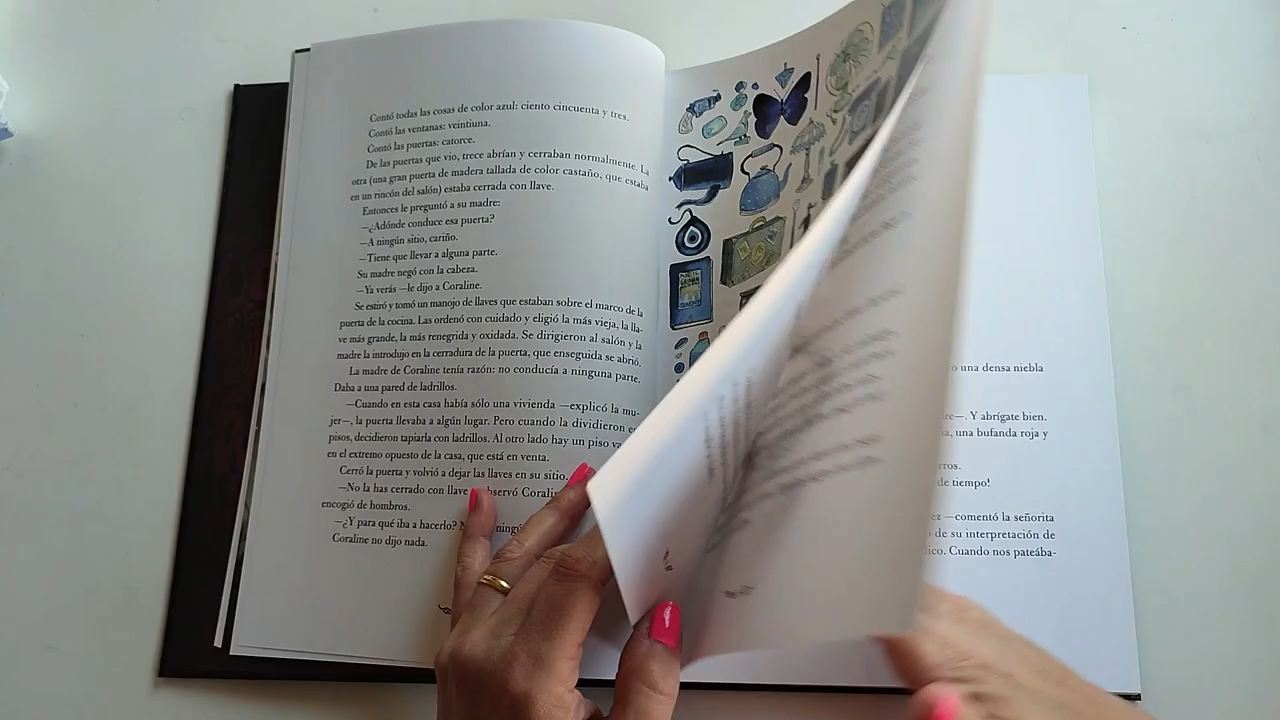 Contó todas las cosas de color azul: ciento cincuenta y tres.
Contó las ventanas: veintiuna.
Contó las puertas: catorce.
De las puertas que vio, trece abrían y cerraban normalmente. La
otra (una gran puerta de madera tallada de color castaño, que estaba
en un rincón del salón) estaba cerrada con llave.
Entonces le preguntó a su madre:
—¿Adónde conduce esa puerta?
—A ningún sitio, cariño.
—Tiene que llevar a alguna parte.
Su madre negó con la cabeza.
—Ya verás —le dijo a Coraline.
Se estiró y tomó un manojo de llaves que estaban sobre el marco de la
puerta de la cocina. Las ordenó con cuidado y eligió la más vieja, la lla-
ve más grande, la más renegrida y oxidada. Se dirigieron al salón y la
madre la introdujo en la cerradura de la puerta, que enseguida se abrió.
La madre de Coraline tenía razón: no conducía a ninguna parte.
Daba a una pared de ladrillos.
—Cuando en esta casa había sólo una vivienda —explicó la mu-
jer—, la puerta llevaba a algún lugar. Pero cuando la dividieron en
pisos, decidieron tapiarla con ladrillos. Al otro lado hay un piso va
en el extremo opuesto de la casa, que está en venta.
Cerró la puerta y volvió a dejar las llaves en su sitio.
—No la has cerrado con llave bservó Corali
encogió de hombros.
—¿Y para qué iba a hacerlo? N ningú
Coraline no dijo nada.
GAIMAN
o una densa niebla
re—. Y abrígate bien.
a, una bufanda roja y
rros.
de tiempo!
ez —comentó la señorita
de su interpretación de
lico. Cuando nos pateába-